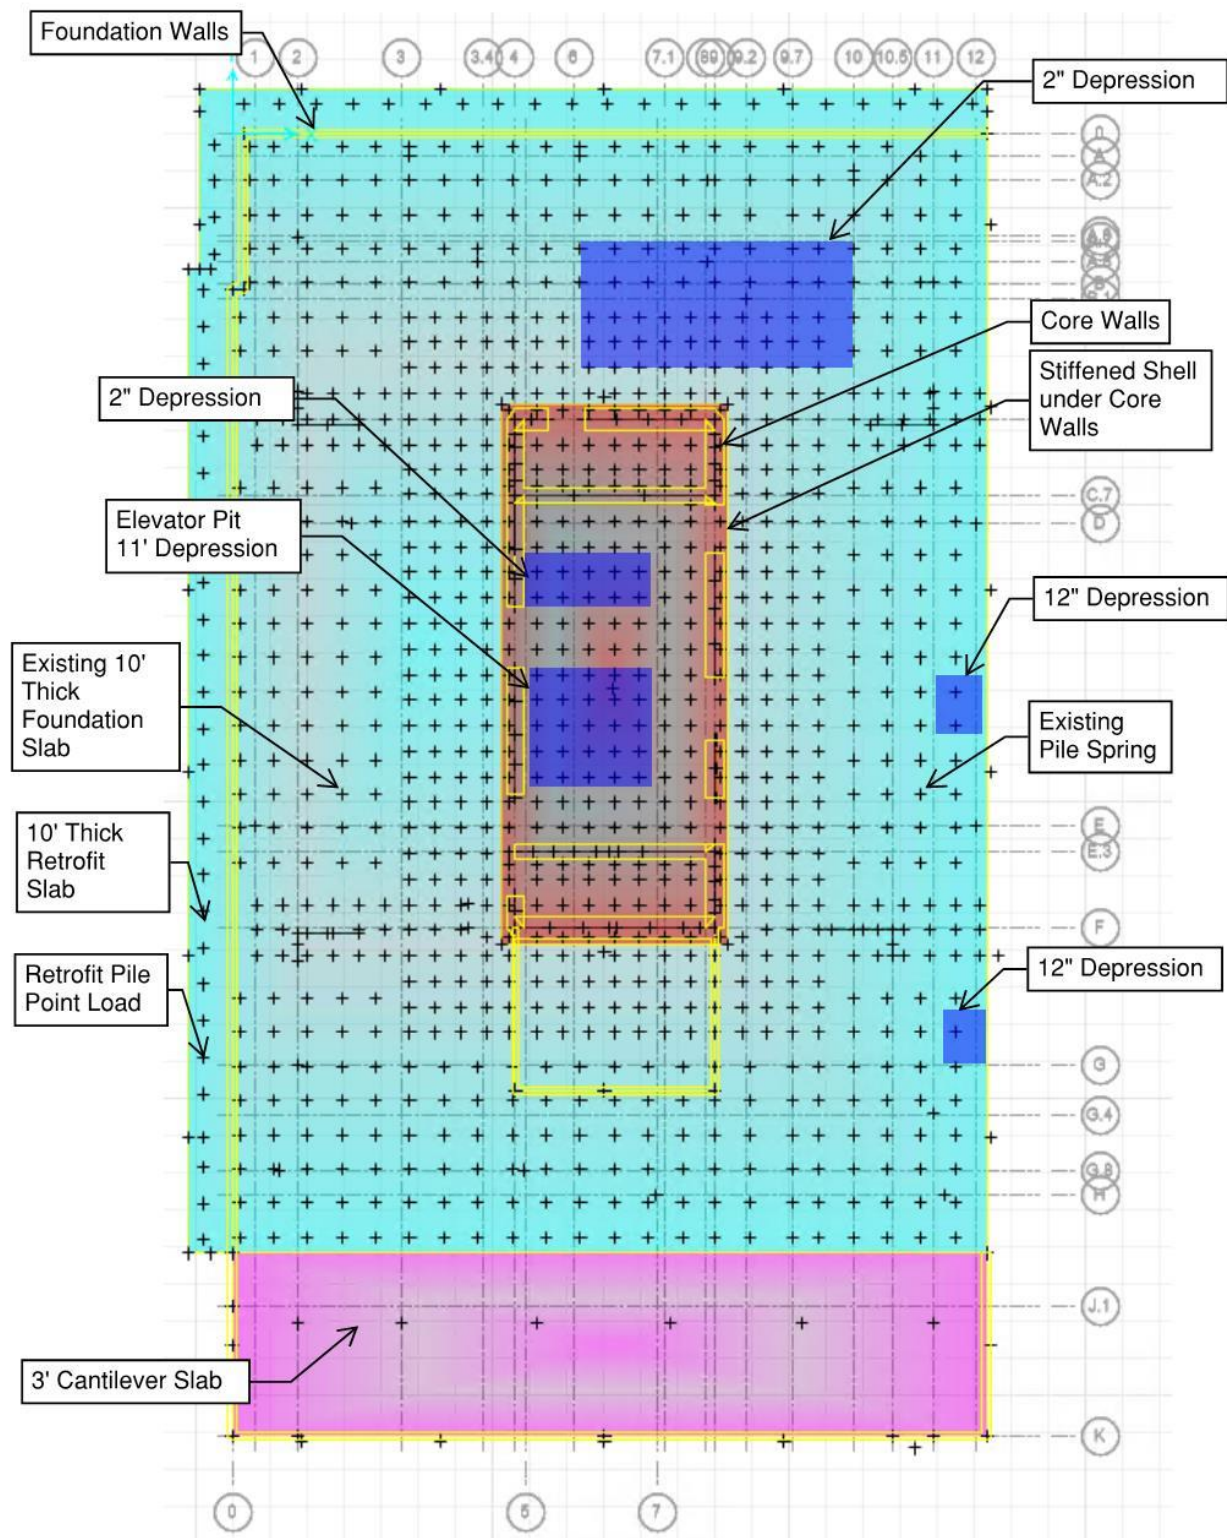 Foundation Walls
1
2
3
3.4
4
6
7.1
9.2
9.7
10
10.5
11
12
2" Depression
A
A.2
X
Core Walls
2" Depression
Stiffened Shell
under Core
Walls
C.7
D
Elevator Pit
11' Depression
12" Depression
Existing 10'
Thick
Foundation
Slab
Existing
Pile Spring
E
E.3
10' Thick
Retrofit
Slab
F
12" Depression
Retrofit Pile
Point Load
G
G.4
G.8
H
J.1
3' Cantilever Slab
K
0
5
7